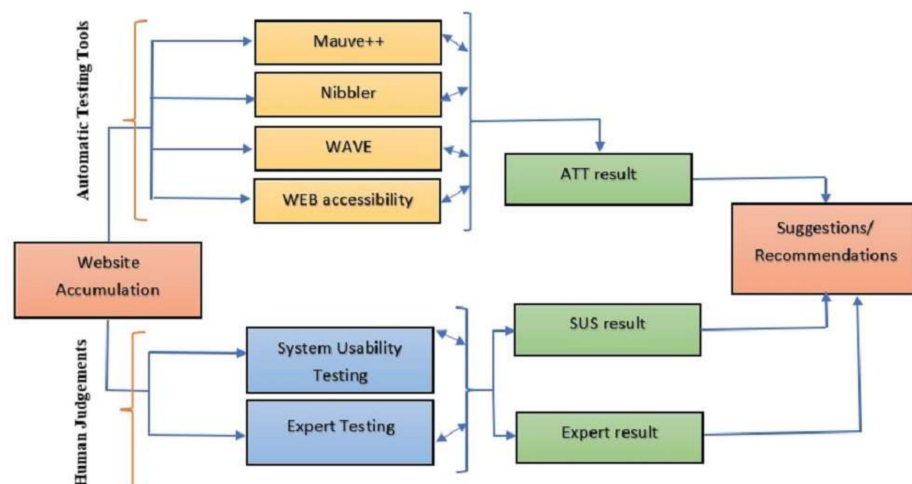 Automatic Testing Tools
Mauve++
Nibbler
WAVE
WEB accessibility
ATT result
Suggestions/
Recommendations
Website
Accumulation
Human Judgements
System Usability
Testing
Expert Testing
SUS result
Expert result